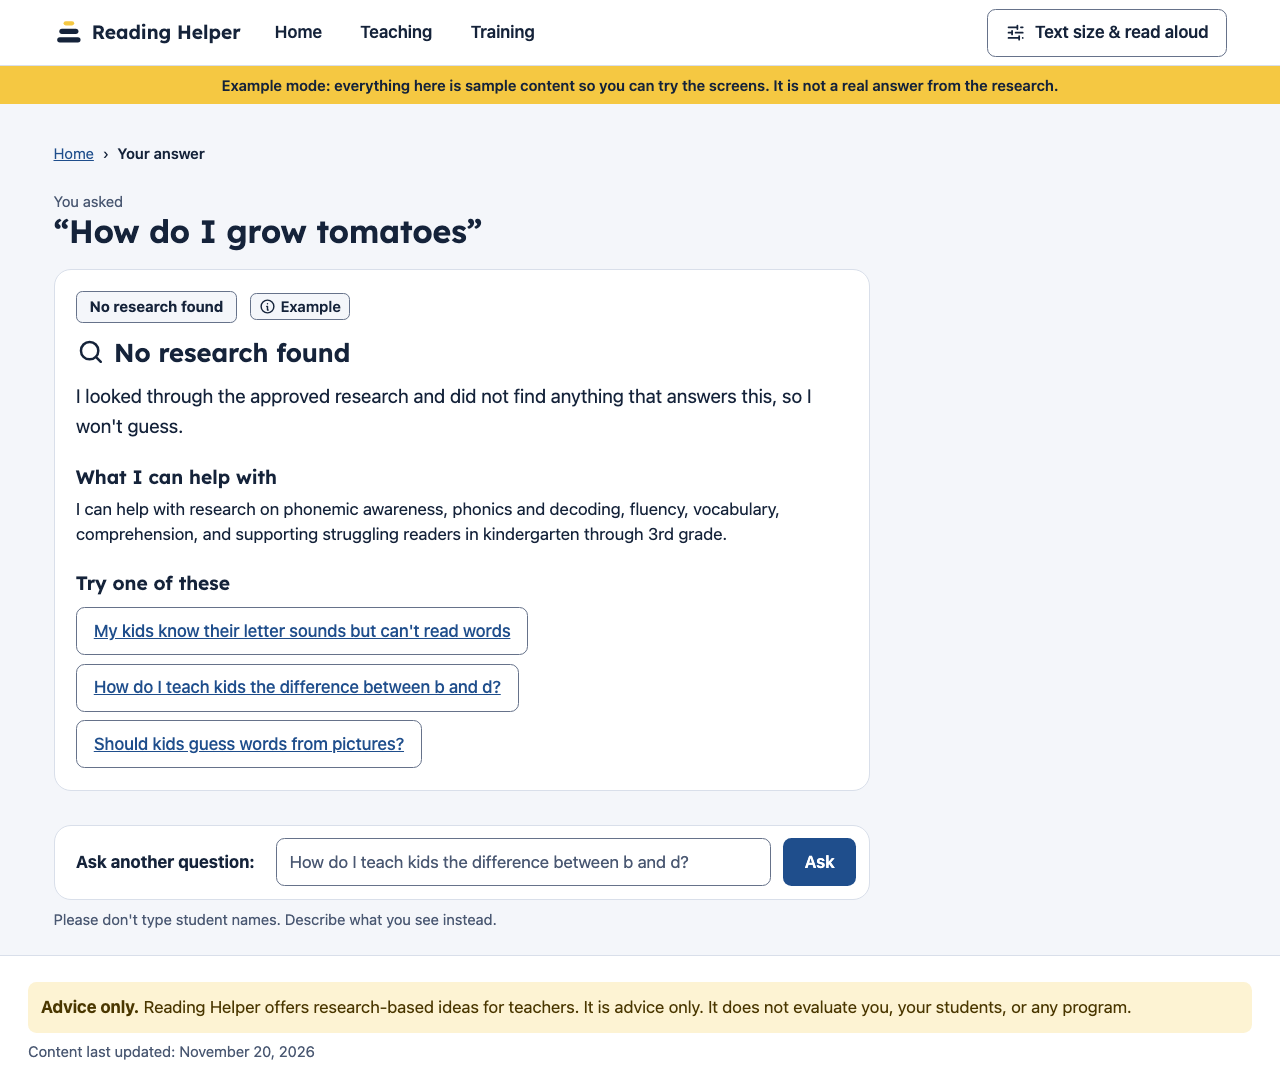 Reading Helper
Home
Teaching
Training
Text size & read aloud
Example mode: everything here is sample content so you can try the screens. It is not a real answer from the research.
Home › Your answer
You asked
“How do I grow tomatoes”
No research found
Example
No research found
I looked through the approved research and did not find anything that answers this, so I
won't guess.
What I can help with
I can help with research on phonemic awareness, phonics and decoding, fluency, vocabulary,
comprehension, and supporting struggling readers in kindergarten through 3rd grade.
Try one of these
My kids know their letter sounds but can't read words
How do I teach kids the difference between b and d?
Should kids guess words from pictures?
Ask another question:
How do I teach kids the difference between b and d?
Ask
Please don't type student names. Describe what you see instead.
Advice only. Reading Helper offers research-based ideas for teachers. It is advice only. It does not evaluate you, your students, or any program.
Content last updated: November 20, 2026